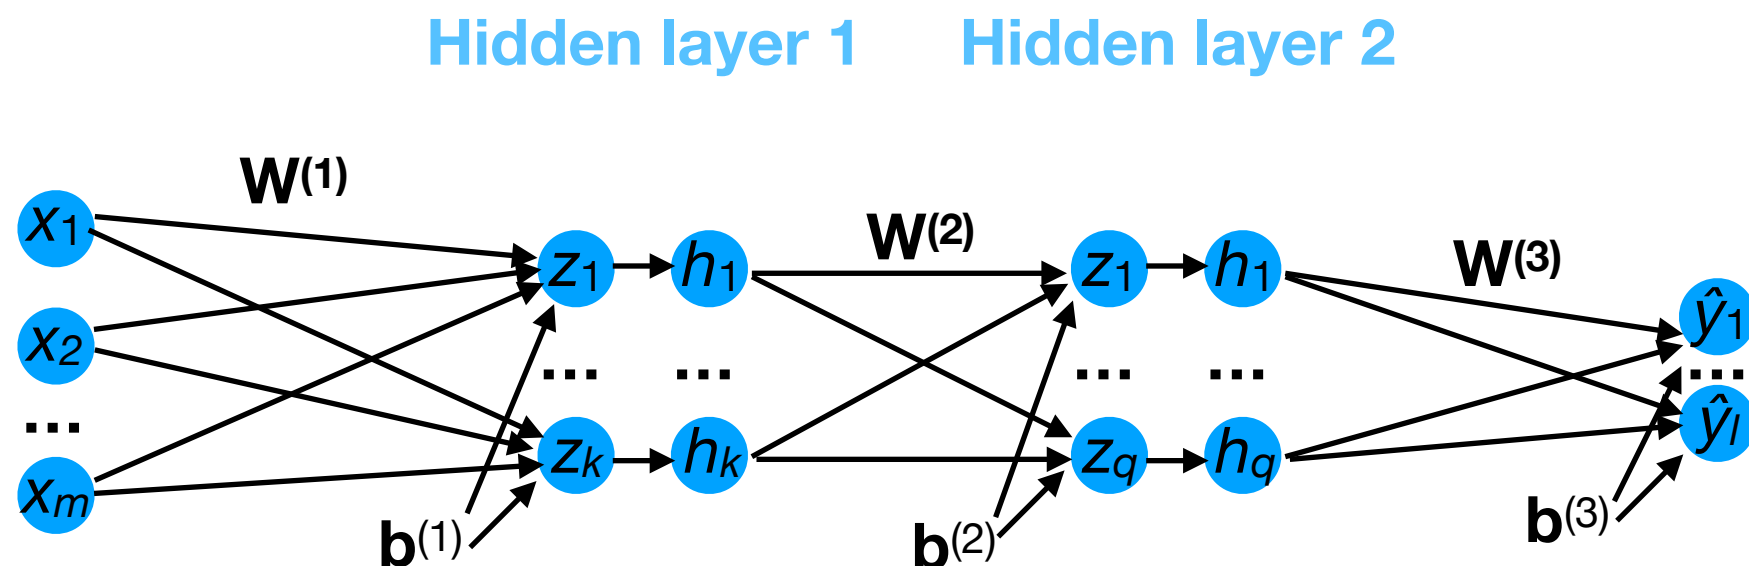 Hidden layer 1 Hidden layer 2
W(1)
W(2)
W(3)
x1
z1 h1 z1 h1
ŷ1
x2
... ... ... ... ...
ŷl
...
zk hk zq hq
xm
b(1) b(2) b(3)